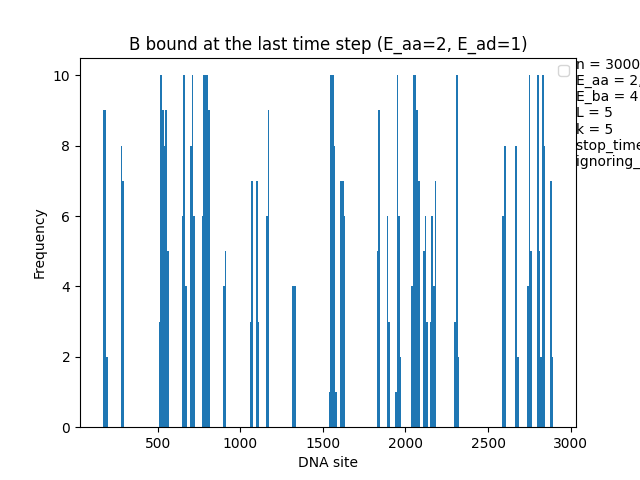 B bound at the last time step (E_aa=2, E_ad=1)
n = 3000
E_aa = 2,
E_ba = 4
L = 5
k = 5
stop_time
ignoring_
Frequency
10
8
6
4
2
0
500
1000
1500
2000
2500
3000
DNA site